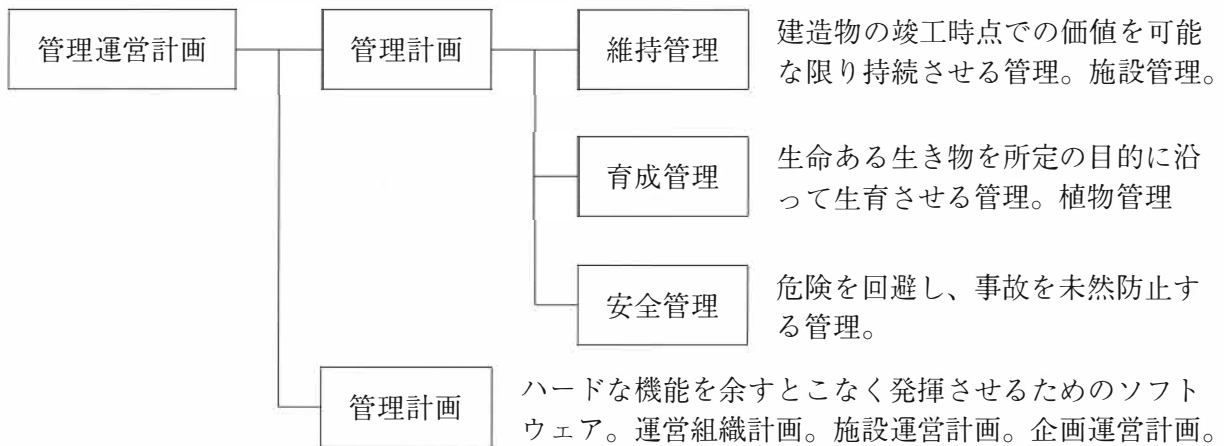 管理運営計画
管理計画
維持管理
建造物の竣工時点での価値を可能
な限り持続させる管理。施設管理。
育成管理
生命ある生き物を所定の目的に沿
って生育させる管理。植物管理
安全管理
危険を回避し、事故を未然防止す
る管理。
管理計画
ハードな機能を余すとこなく発揮させるためのソフト
ウェア。運営組織計画。施設運営計画。企画運営計画。